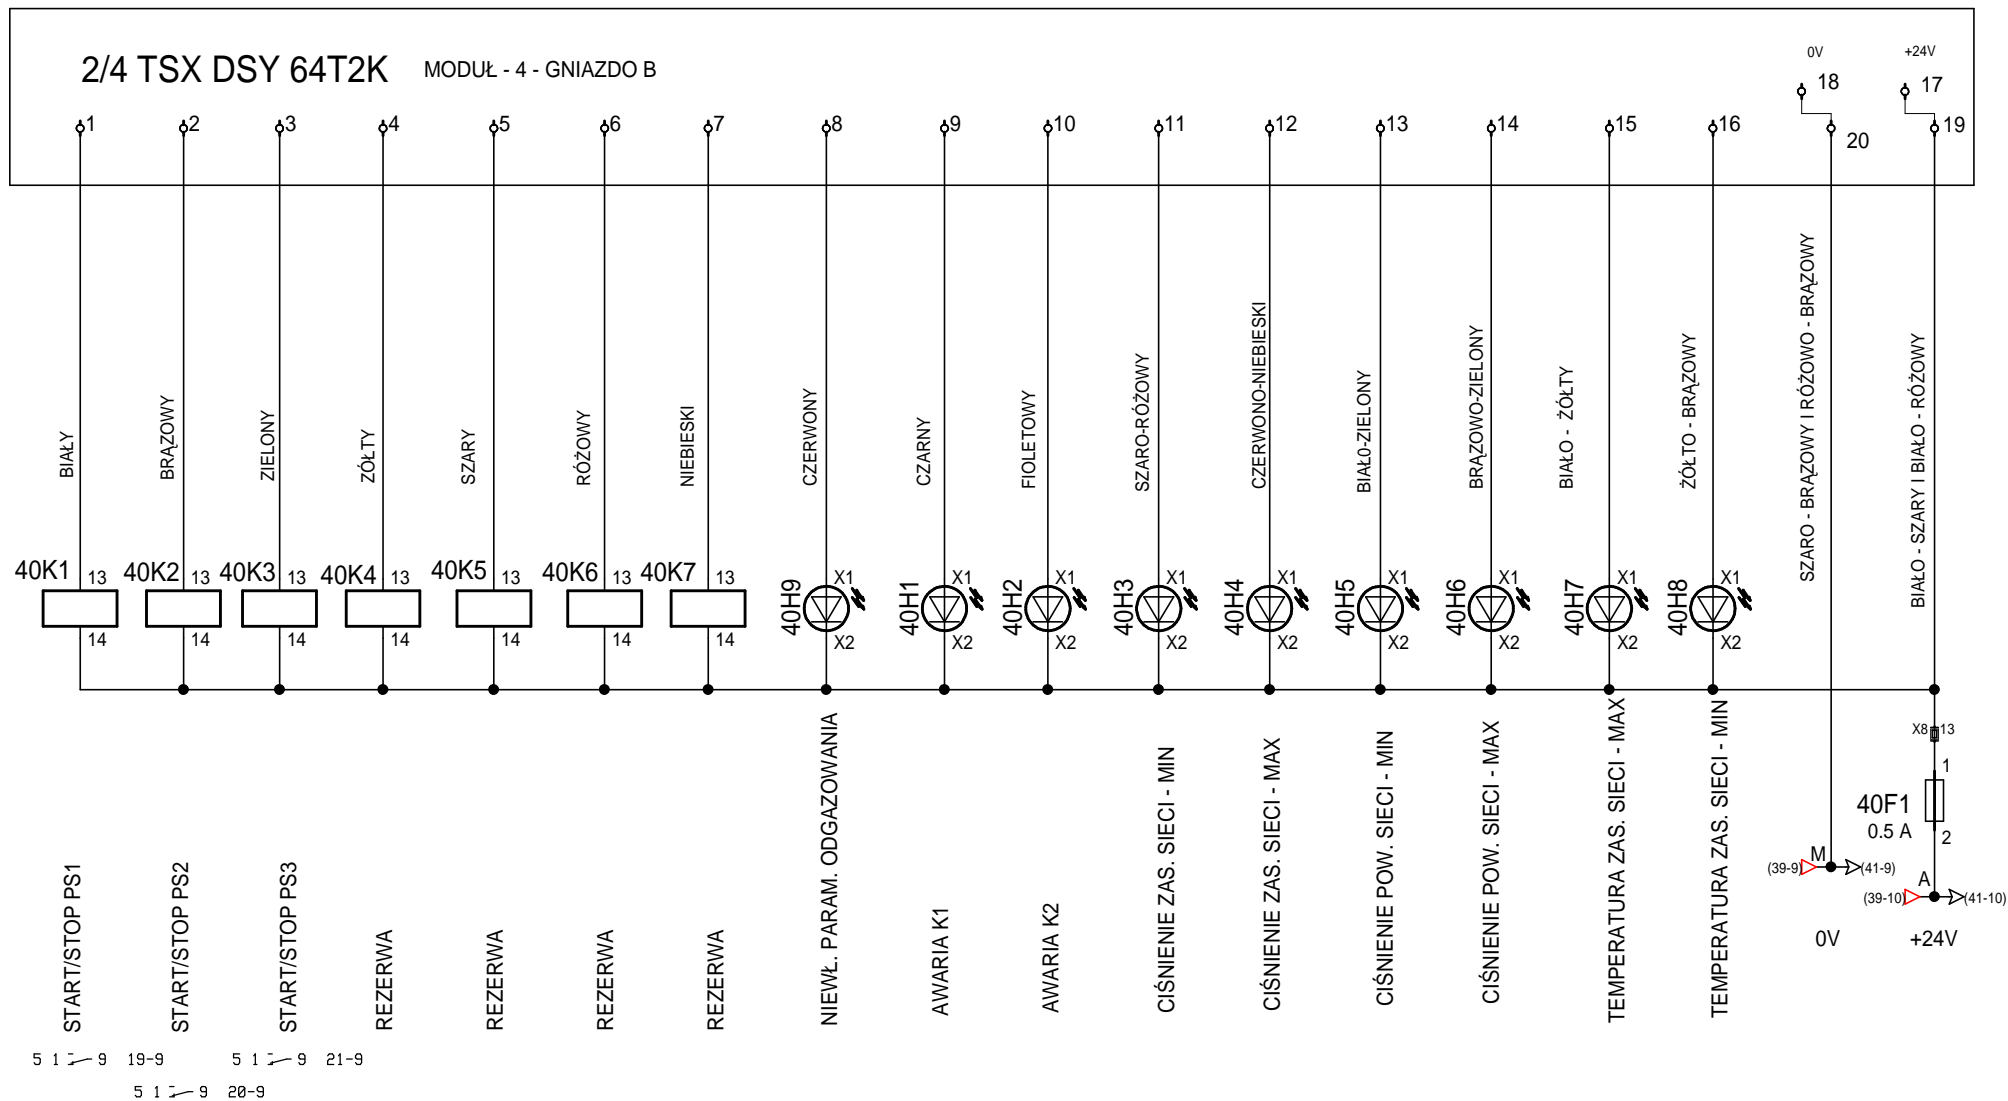 2/4 TSX DSY 64T2K MODUŁ - 4 - GNIAZDO B
0V +24V
18 17
1 2 3 4 5 6 7 8 9 10 11 12 13 14 15 16 20 19
BIAŁY
BRĄZOWY
ZIELONY
ŻÓŁTY
SZARY
RÓŻOWY
NIEBIESKI
CZERWONY
CZARNY
FIOLETOWY
SZARO-RÓŻOWY
CZERWONO-NIEBIESKI
BIAŁ0-ZIELONY
BRĄZOWO-ZIELONY
BIAŁO - ŻÓŁTY
ŻÓŁTO - BRĄZOWY
SZARO - BRĄZOWY I RÓŻOWO - BRĄZOWY
BIAŁO - SZARY I BIAŁO - RÓŻOWY
40K1 13 14
40K2 13 14
40K3 13 14
40K4 13 14
40K5 13 14
40K6 13 14
40K7 13 14
40H9 X1 X2
40H1 X1 X2
40H2 X1 X2
40H3 X1 X2
40H4 X1 X2
40H5 X1 X2
40H6 X1 X2
40H7 X1 X2
40H8 X1 X2
X8 13
1
40F1
0.5 A
2
M
(39-9) (41-9)
A
(39-10) (41-10)
0V +24V
START/STOP PS1
START/STOP PS2
START/STOP PS3
REZERWA
REZERWA
REZERWA
REZERWA
NIEWŁ. PARAM. ODGAZOWANIA
AWARIA K1
AWARIA K2
CIŚNIENIE ZAS. SIECI - MIN
CIŚNIENIE ZAS. SIECI - MAX
CIŚNIENIE POW. SIECI - MIN
CIŚNIENIE POW. SIECI - MAX
TEMPERATURA ZAS. SIECI - MAX
TEMPERATURA ZAS. SIECI - MIN
5 1 9 19-9 5 1 9 21-9
5 1 9 20-9